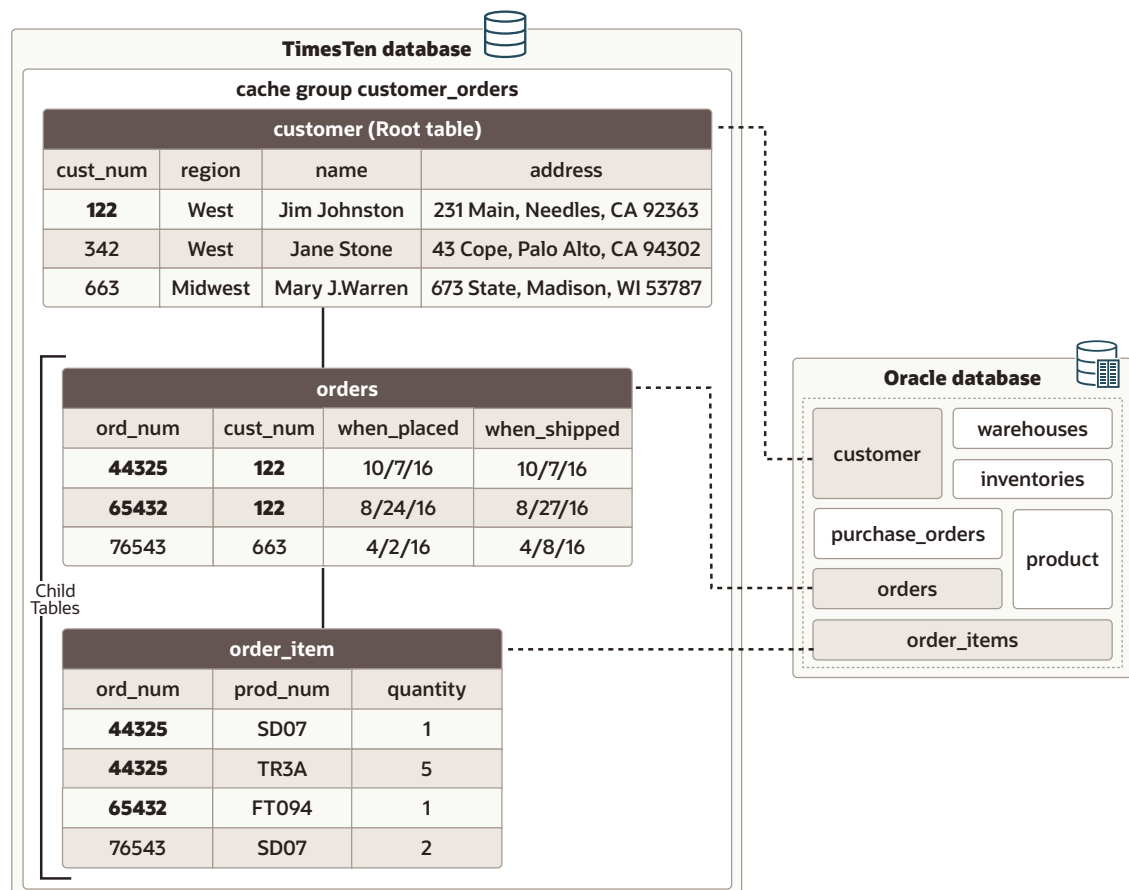 TimesTen database
cache group customer_orders
customer (Root table)
cust_num region name address
122 West Jim Johnston 231 Main, Needles, CA 92363
342 West Jane Stone 43 Cope, Palo Alto, CA 94302
663 Midwest Mary J.Warren 673 State, Madison, WI 53787
Child
Tables
orders
ord_num cust_num when_placed when_shipped
44325 122 10/7/16 10/7/16
65432 122 8/24/16 8/27/16
76543 663 4/2/16 4/8/16
order_item
ord_num prod_num quantity
44325 SD07 1
44325 TR3A 5
65432 FT094 1
76543 SD07 2
Oracle database
customer
warehouses
inventories
purchase_orders
product
orders
order_items